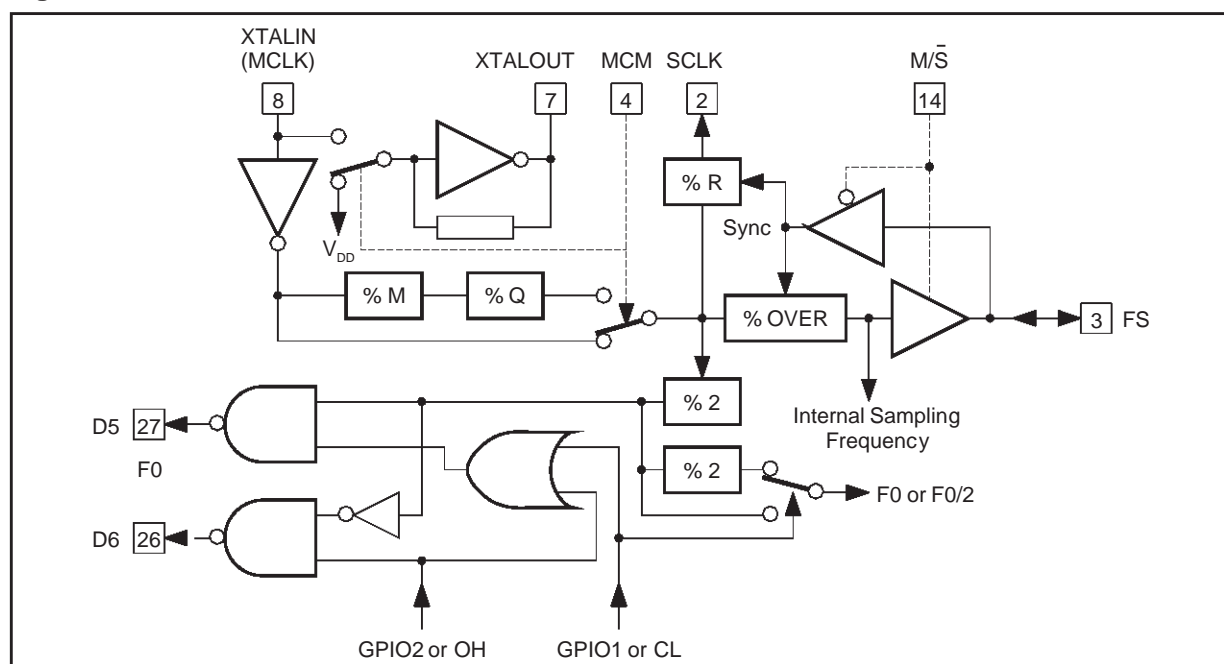 XTALIN
(MCLK)
XTALOUT
MCM
SCLK
M/S̄
8
7
4
2
14
% R
Sync
VDD
% M
% Q
% OVER
3
FS
% 2
Internal Sampling
Frequency
D5
27
F0
% 2
F0 or F0/2
D6
26
GPIO2 or OH
GPIO1 or CL